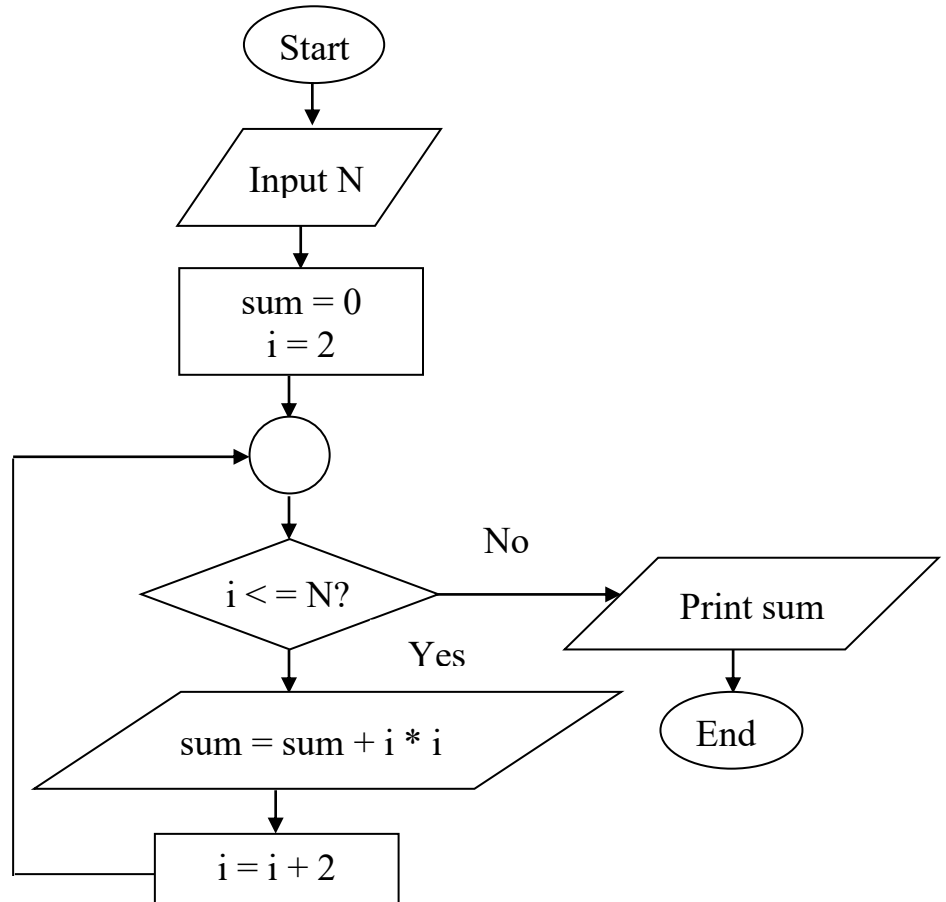 Start
Input N
sum = 0
i = 2
i < = N?
No
Print sum
Yes
End
sum = sum + i * i
i = i + 2